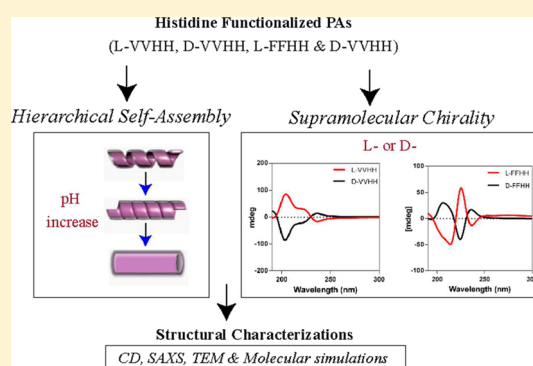 Histidine Functionalized PAs
(L-VVHH, D-VVHH, L-FFHH & D-VVHH)
Hierarchical Self-Assembly
Supramolecular Chirality
pH
increase
L- or D-
200
100
0
-100
-200
mdeg
L-VVHH
D-VVHH
200
250
300
Wavelength (nm)
100
50
0
-50
-100
[mdeg]
L-FFHH
D-FFHH
200
250
300
Wavelength (nm)
Structural Characterizations
CD, SAXS, TEM & Molecular simulations